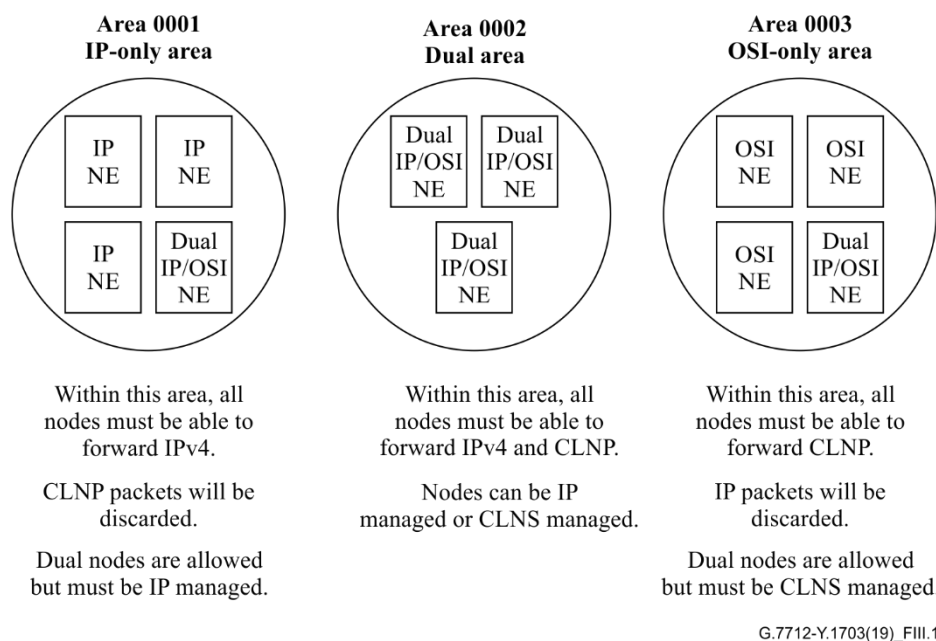 Area 0001
IP-only area
IP
NE
IP
NE
IP
NE
Dual
IP/OSI
NE
Within this area, all
nodes must be able to
forward IPv4.
CLNP packets will be
discarded.
Dual nodes are allowed
but must be IP managed.
Area 0002
Dual area
Dual
IP/OSI
NE
Dual
IP/OSI
NE
Dual
IP/OSI
NE
Within this area, all
nodes must be able to
forward IPv4 and CLNP.
Nodes can be IP
managed or CLNS managed.
Area 0003
OSI-only area
OSI
NE
OSI
NE
OSI
NE
Dual
IP/OSI
NE
Within this area, all
nodes must be able to
forward CLNP.
IP packets will be
discarded.
Dual nodes are allowed
but must be CLNS managed
G.7712-Y.1703(19)_FIII.1